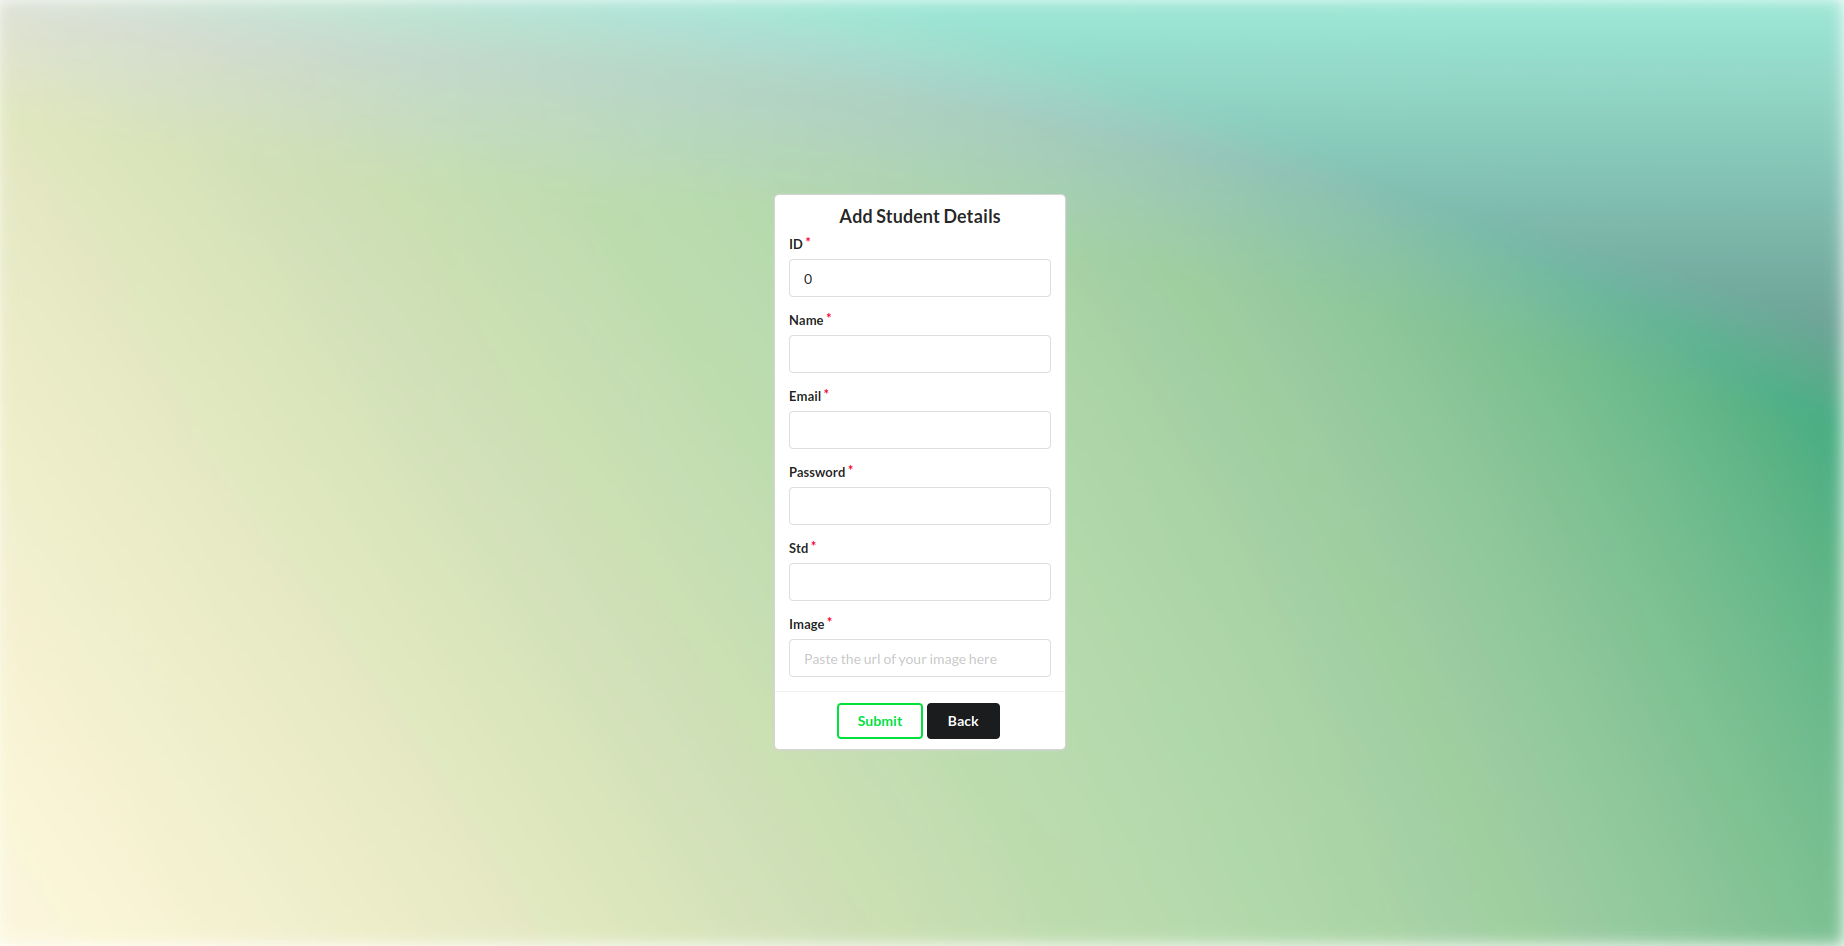 Add Student Details
ID *
0
Name *
Email *
Password *
Std *
Image *
Paste the url of your image here
Submit Back